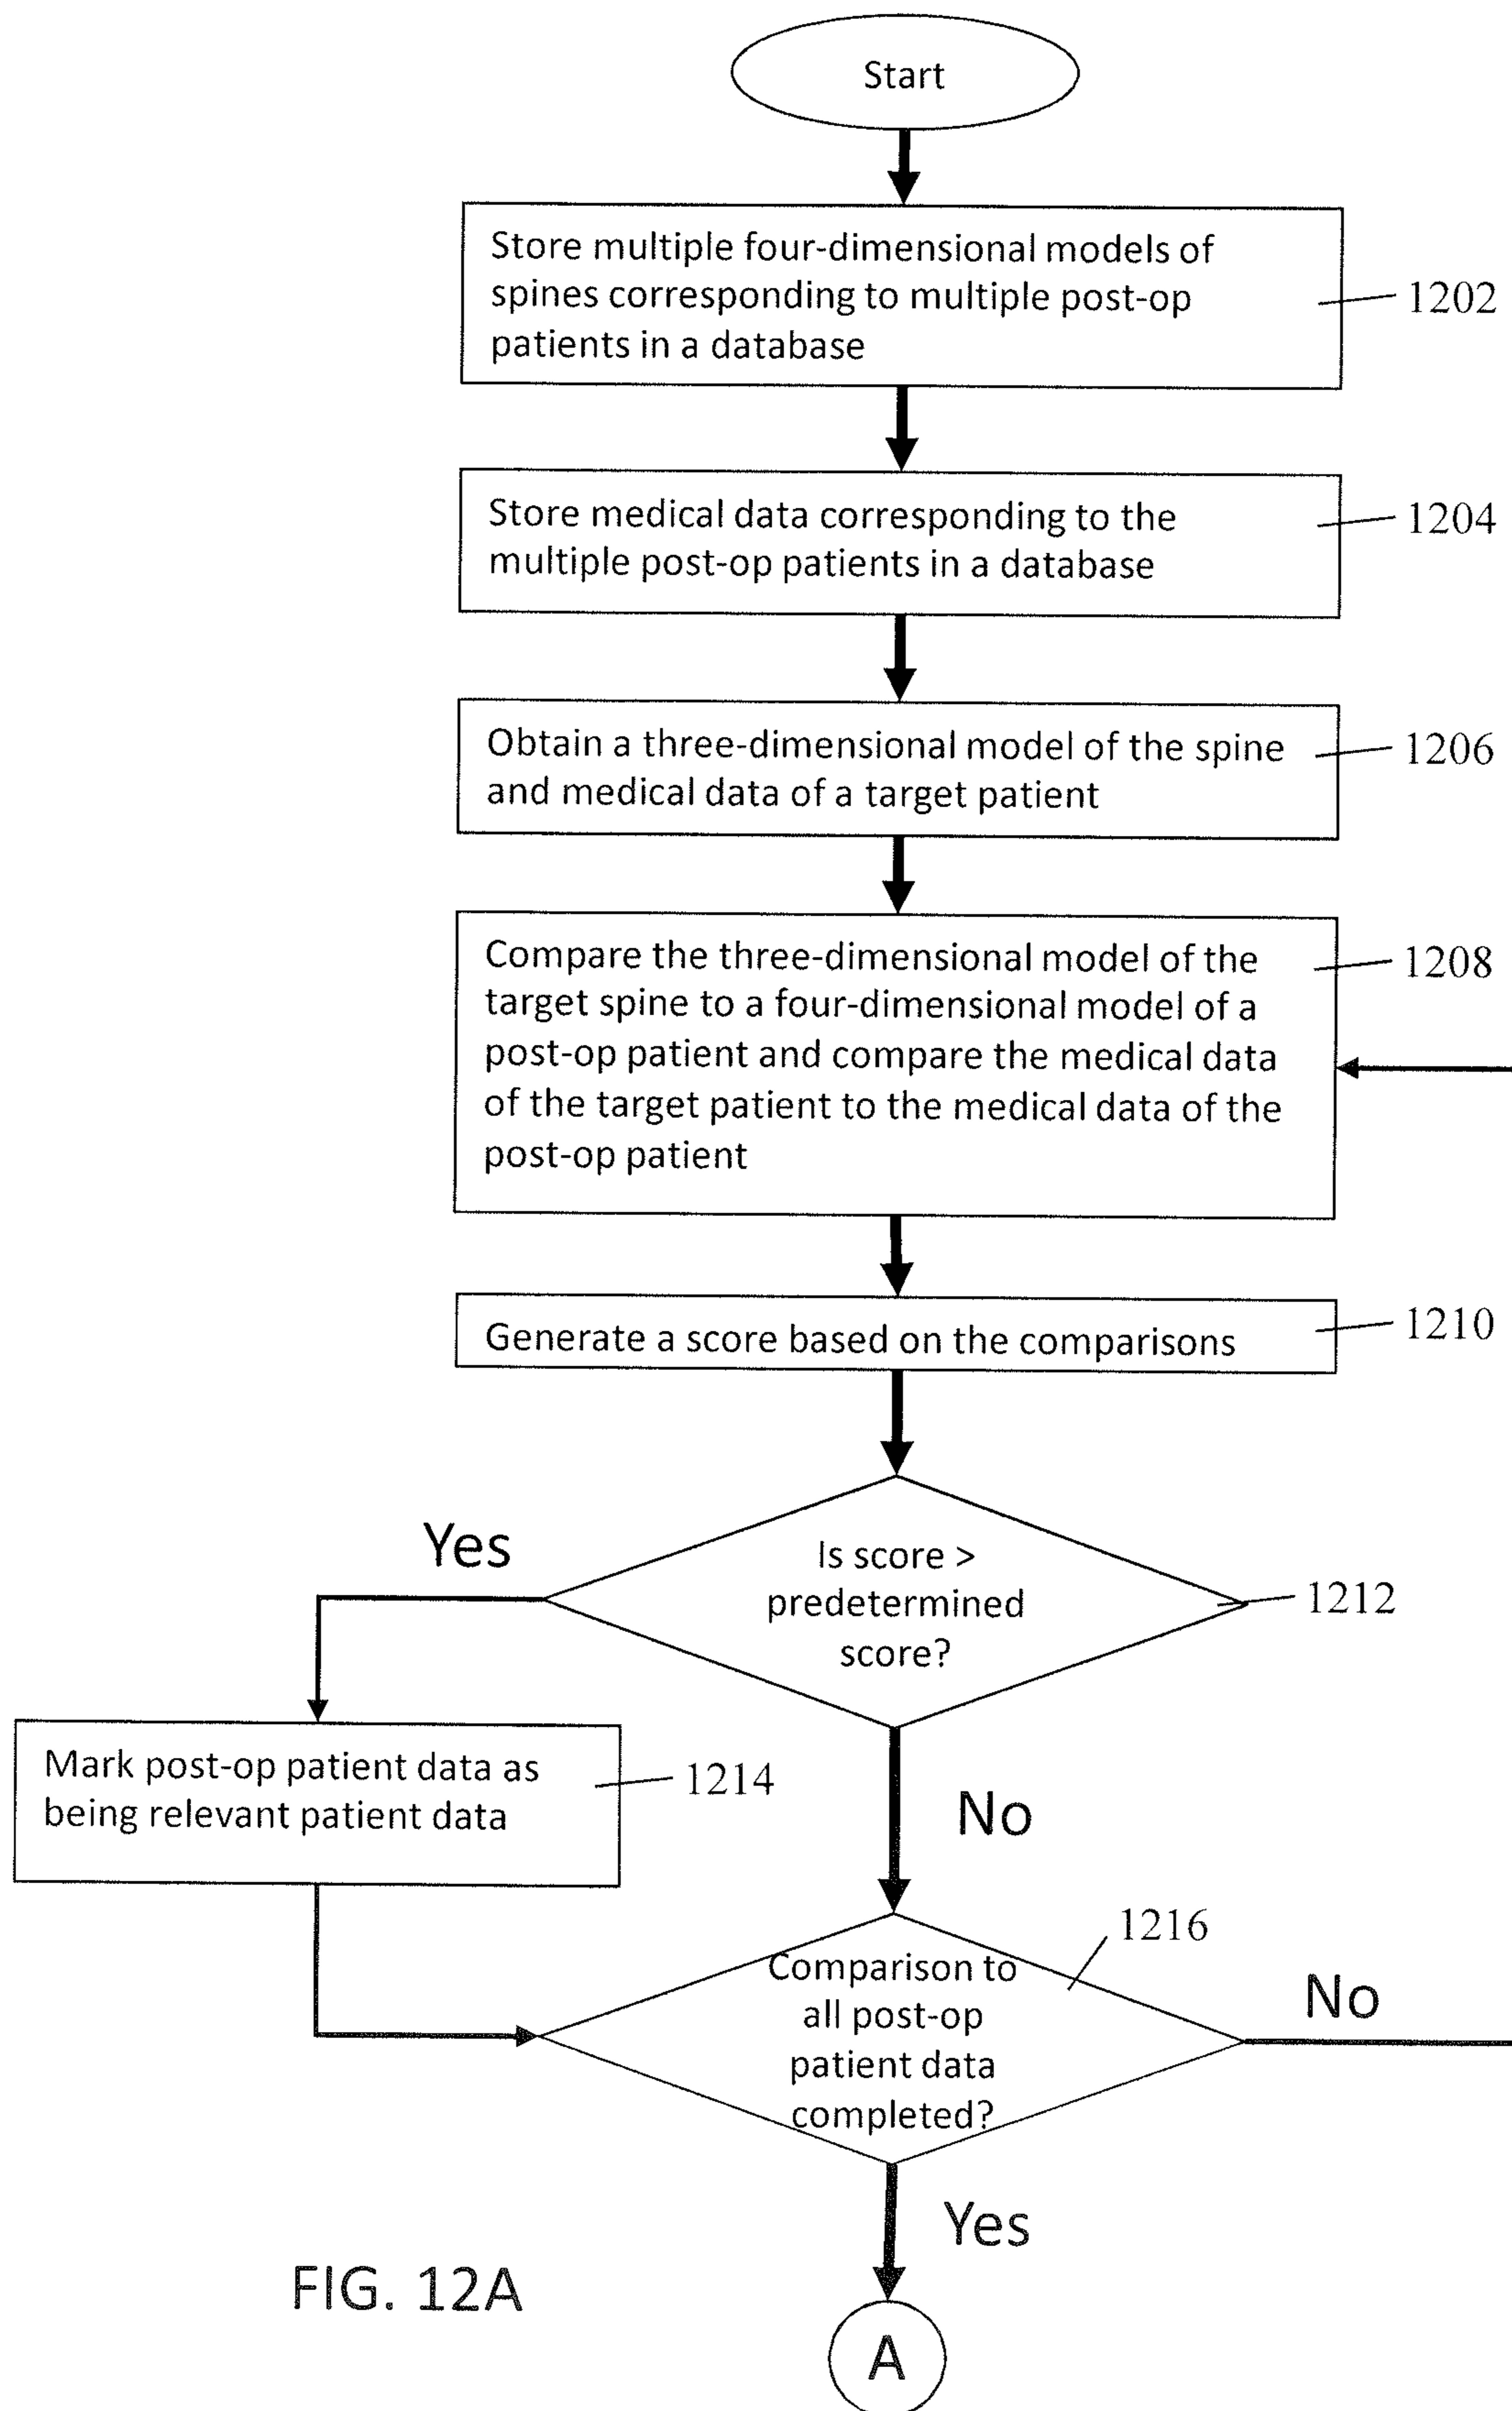 Start
Store multiple four-dimensional models of
spines corresponding to multiple post-op
patients in a database
1202
Store medical data corresponding to the
multiple post-op patients in a database
1204
Obtain a three-dimensional model of the spine
and medical data of a target patient
1206
Compare the three-dimensional model of the
target spine to a four-dimensional model of a
post-op patient and compare the medical data
of the target patient to the medical data of the
post-op patient
1208
Generate a score based on the comparisons
1210
Yes
Is score >
predetermined
score?
1212
Mark post-op patient data as
being relevant patient data
1214
No
1216
Comparison to
all post-op
patient data
completed?
No
Yes
FIG. 12A
A